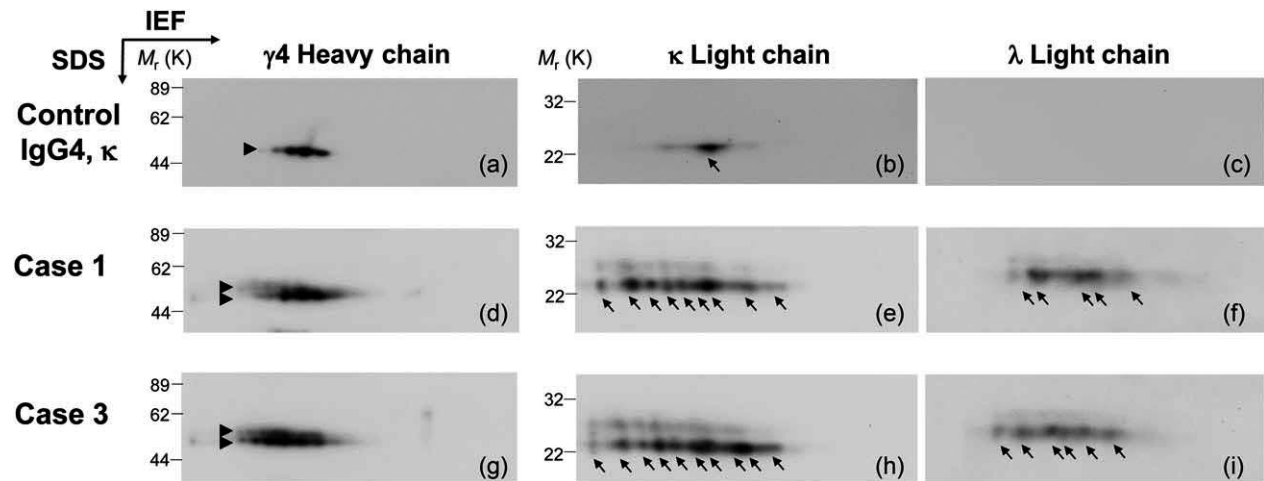 IEF
SDS
Mr (K)
γ4 Heavy chain
Mr (K)
κ Light chain
λ Light chain
Control
IgG4, κ
89
62
44
(a)
32
22
(b)
(c)
Case 1
89
62
44
(d)
32
22
(e)
(f)
Case 3
89
62
44
(g)
32
22
(h)
(i)